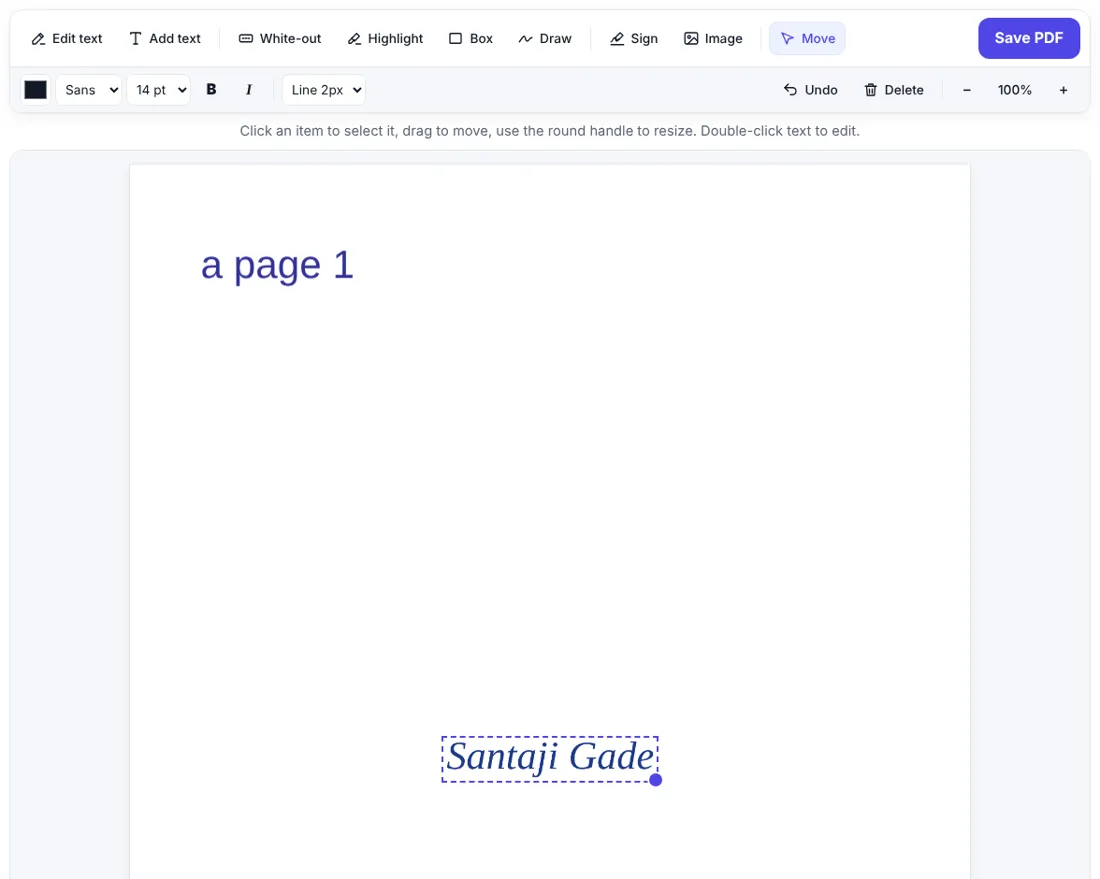 Edit text Add text White-out Highlight Box Draw Sign Image Move Save PDF
Sans 14 pt B I Line 2px Undo Delete − 100% +
Click an item to select it, drag to move, use the round handle to resize. Double-click text to edit.
a page 1
Santaji Gade